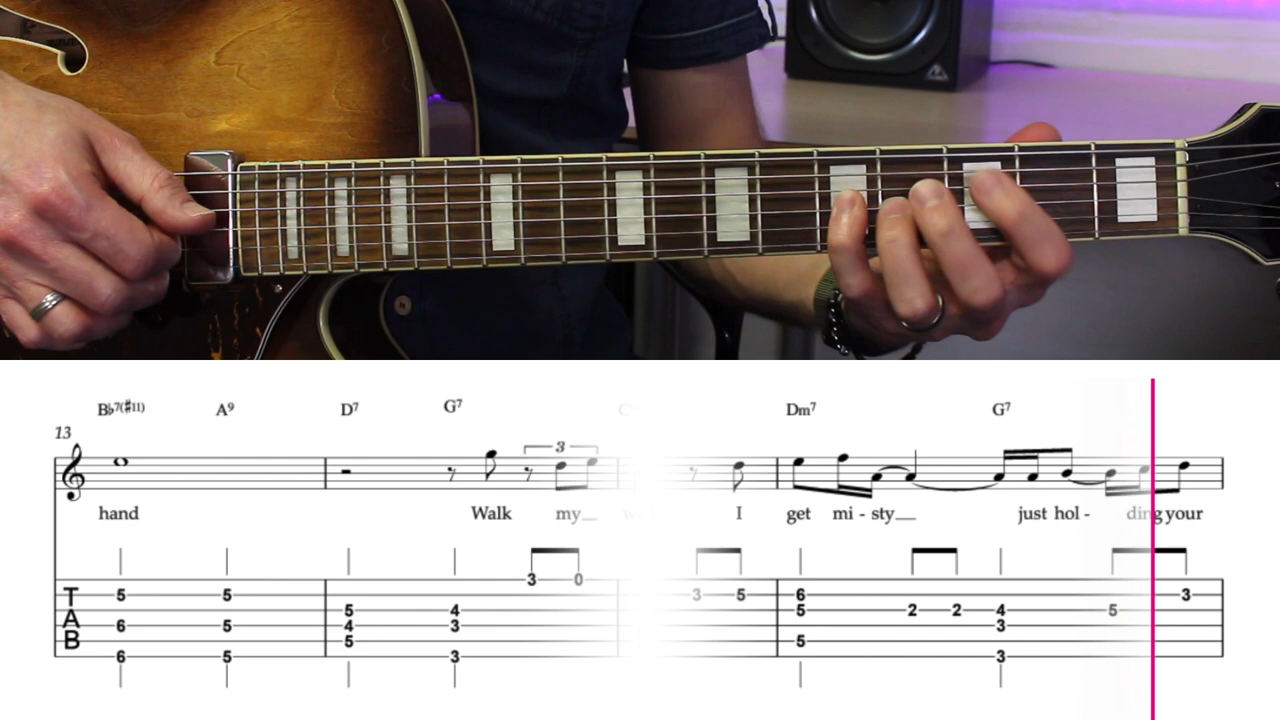 B♭7(♯11) A9 D7 G7 Dm7 G7
13
3
hand Walk my I get mi - sty just hol - ding your
3 0 3 5 3
5 5 6
5 4 5 2 2 4 5
6 5 4 3 3
5 5
6 5 3 3
T
A
B